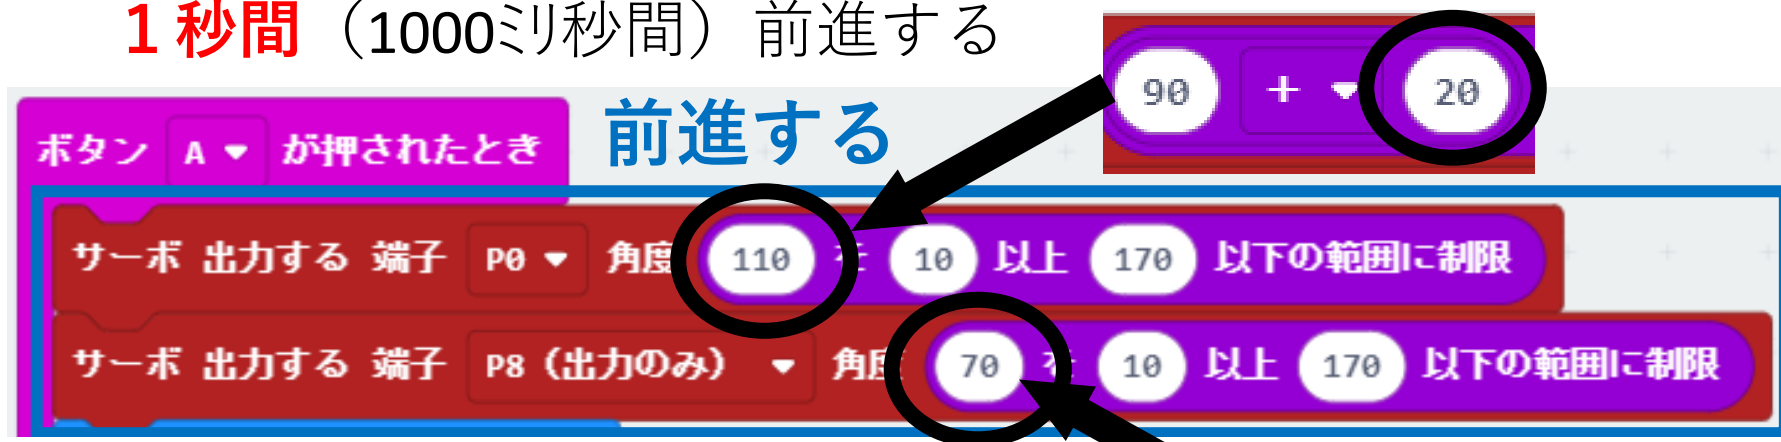 1秒間（1000ミリ秒間）前進する
90 + 20
前進する
ボタン A が押されたとき
サーボ 出力する 端子 P0 角度 110 を 10 以上 170 以下の範囲に制限
サーボ 出力する 端子 P8（出力のみ） 角度 70 を 10 以上 170 以下の範囲に制限